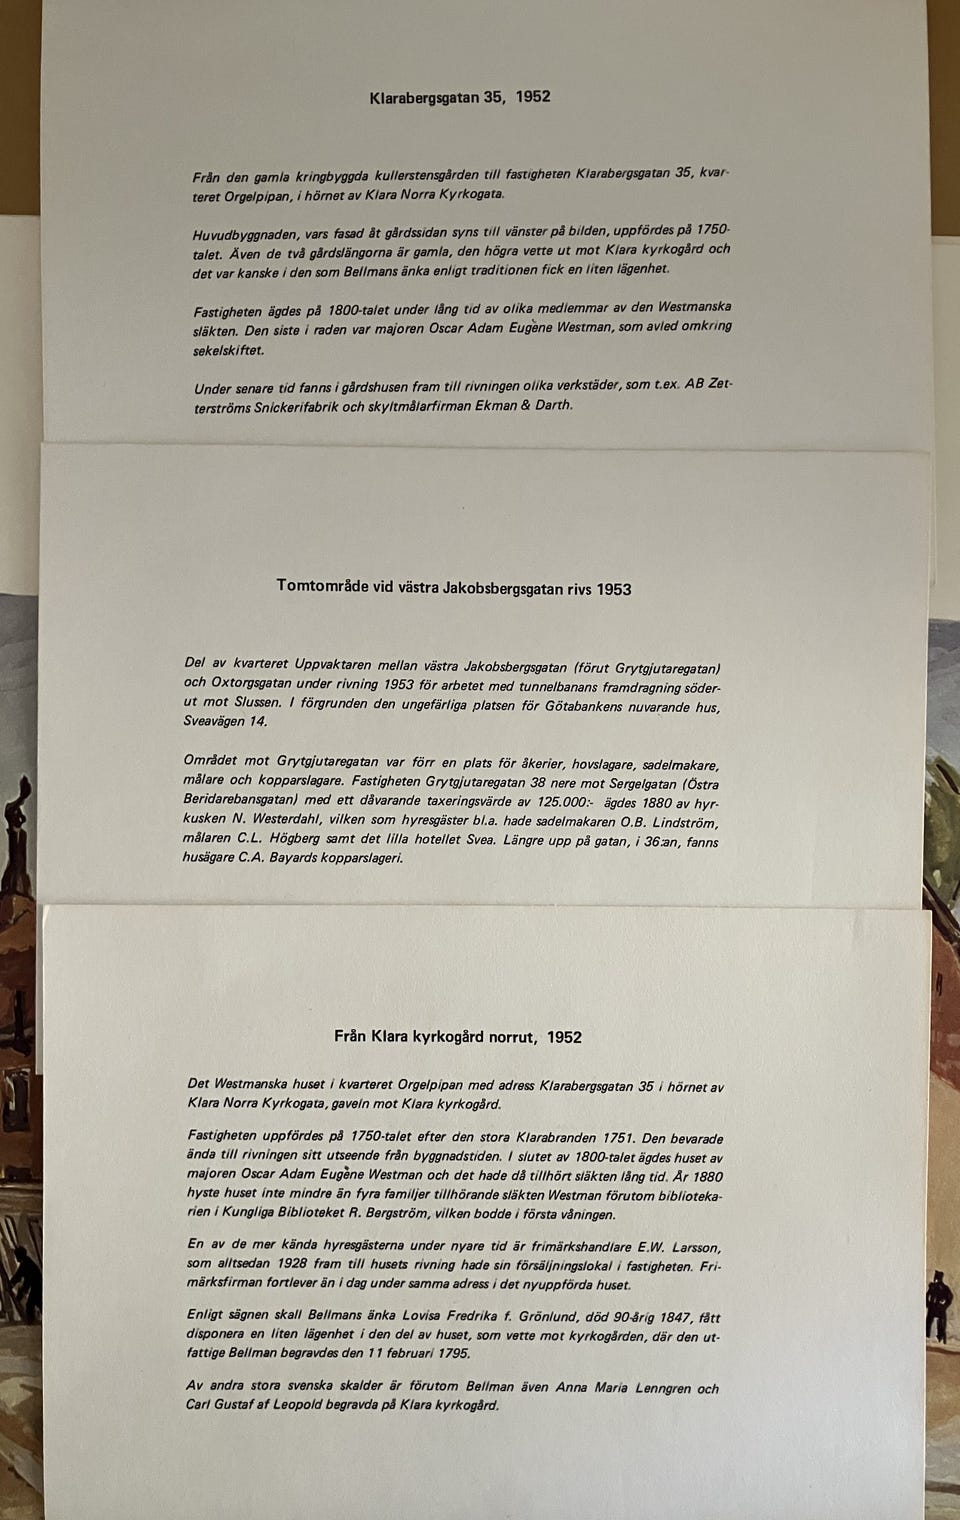 Klarabergsgatan 35, 1952
Från den gamla kringbyggda kullerstensgården till fastigheten Klarabergsgatan 35, kvar-
teret Orgelpipan, i hörnet av Klara Norra Kyrkogata.
Huvudbyggnaden, vars fasad åt gårdssidan syns till vänster på bilden, uppfördes på 1750-
talet. Även de två gårdslängorna är gamla, den högra vette ut mot Klara kyrkogård och
det var kanske i den som Bellmans änka enligt traditionen fick en liten lägenhet.
Fastigheten ägdes på 1800-talet under lång tid av olika medlemmar av den Westmanska
släkten. Den siste i raden var majoren Oscar Adam Eugène Westman, som avled omkring
sekelskiftet.
Under senare tid fanns i gårdshusen fram till rivningen olika verkstäder, som t.ex. AB Zet-
terströms Snickerifabrik och skyltmålarfirman Ekman & Darth.
Tomtområde vid västra Jakobsbergsgatan rivs 1953
Del av kvarteret Uppvaktaren mellan västra Jakobsbergsgatan (förut Grytgjutaregatan)
och Oxtorgsgatan under rivning 1953 för arbetet med tunnelbanans framdragning söder-
ut mot Slussen. I förgrunden den ungefärliga platsen för Götabankens nuvarande hus,
Sveavägen 14.
Området mot Grytgjutaregatan var förr en plats för åkerier, hovslagare, sadelmakare,
målare och kopparslagare. Fastigheten Grytgjutaregatan 38 nere mot Sergelgatan (Östra
Beridarebansgatan) med ett dåvarande taxeringsvärde av 125.000:- ägdes 1880 av hyr-
kusken N. Westerdahl, vilken som hyresgäster bl.a. hade sadelmakaren O.B. Lindström,
målaren C.L. Högberg samt det lilla hotellet Svea. Längre upp på gatan, i 36:an, fanns
husägare C.A. Bayards kopparslageri.
Från Klara kyrkogård norrut, 1952
Det Westmanska huset i kvarteret Orgelpipan med adress Klarabergsgatan 35 i hörnet av
Klara Norra Kyrkogata, gaveln mot Klara kyrkogård.
Fastigheten uppfördes på 1750-talet efter den stora Klarabranden 1751. Den bevarade
ända till rivningen sitt utseende från byggnadstiden. I slutet av 1800-talet ägdes huset av
majoren Oscar Adam Eugène Westman och det hade då tillhört släkten lång tid. År 1880
hyste huset inte mindre än fyra familjer tillhörande släkten Westman förutom biblioteka-
rien i Kungliga Biblioteket R. Bergström, vilken bodde i första våningen.
En av de mer kända hyresgästerna under nyare tid är frimärkshandlare E.W. Larsson,
som alltsedan 1928 fram till husets rivning hade sin försäljningslokal i fastigheten. Fri-
märksfirman fortlever än i dag under samma adress i det nyuppförda huset.
Enligt sägnen skall Bellmans änka Lovisa Fredrika f. Grönlund, död 90-årig 1847, fått
disponera en liten lägenhet i den del av huset, som vette mot kyrkogården, där den ut-
fattige Bellman begravdes den 11 februari 1795.
Av andra stora svenska skalder är förutom Bellman även Anna Maria Lenngren och
Carl Gustaf af Leopold begravda på Klara kyrkogård.